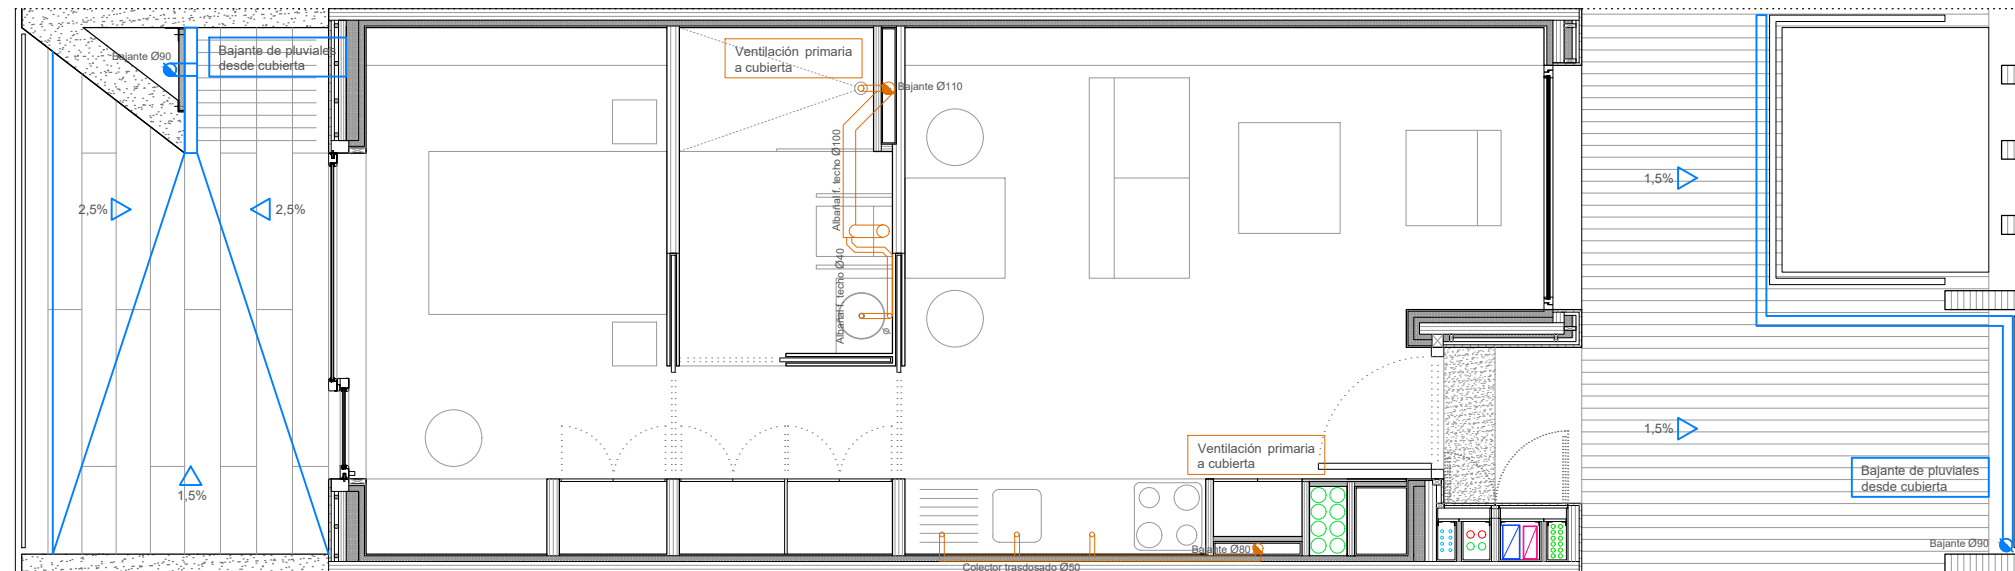 Bajante Ø90
Bajante de pluviales
desde cubierta
Ventilación primaria
a cubierta
Bajante Ø110
Albañal f. techo Ø100
Albañal f. techo Ø40
2,5%
2,5%
1,5%
1,5%
1,5%
Ventilación primaria
a cubierta
Bajante de pluviales
desde cubierta
Bajante Ø80
Colector trasdosado Ø50
Bajante Ø90